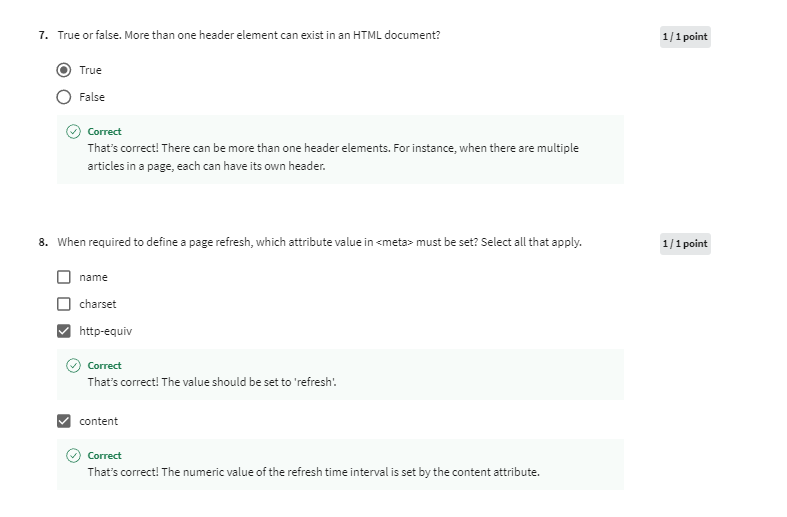 7. True or false. More than one header element can exist in an HTML document?
1 / 1 point
True
False
Correct
That's correct! There can be more than one header elements. For instance, when there are multiple
articles in a page, each can have its own header.
8. When required to define a page refresh, which attribute value in <meta> must be set? Select all that apply.
1 / 1 point
name
charset
http-equiv
Correct
That's correct! The value should be set to 'refresh'.
content
Correct
That's correct! The numeric value of the refresh time interval is set by the content attribute.